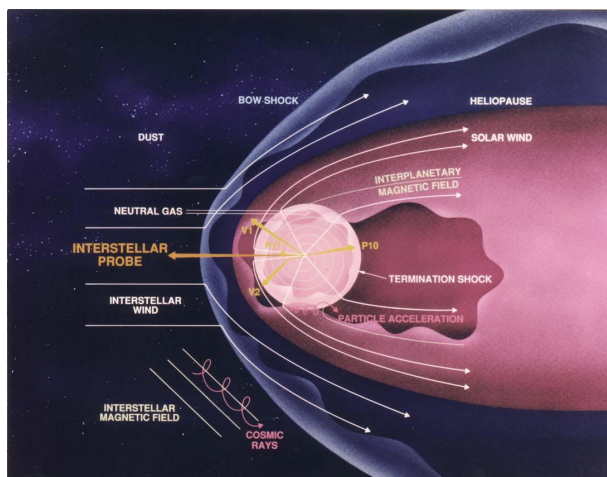 BOW SHOCK
HELIOPAUSE
DUST
SOLAR WIND
INTERPLANETARY
MAGNETIC FIELD
NEUTRAL GAS
V1
P10
INTERSTELLAR
PROBE
TERMINATION SHOCK
V2
INTERSTELLAR
WIND
PARTICLE ACCELERATION
INTERSTELLAR
MAGNETIC FIELD
COSMIC
RAYS